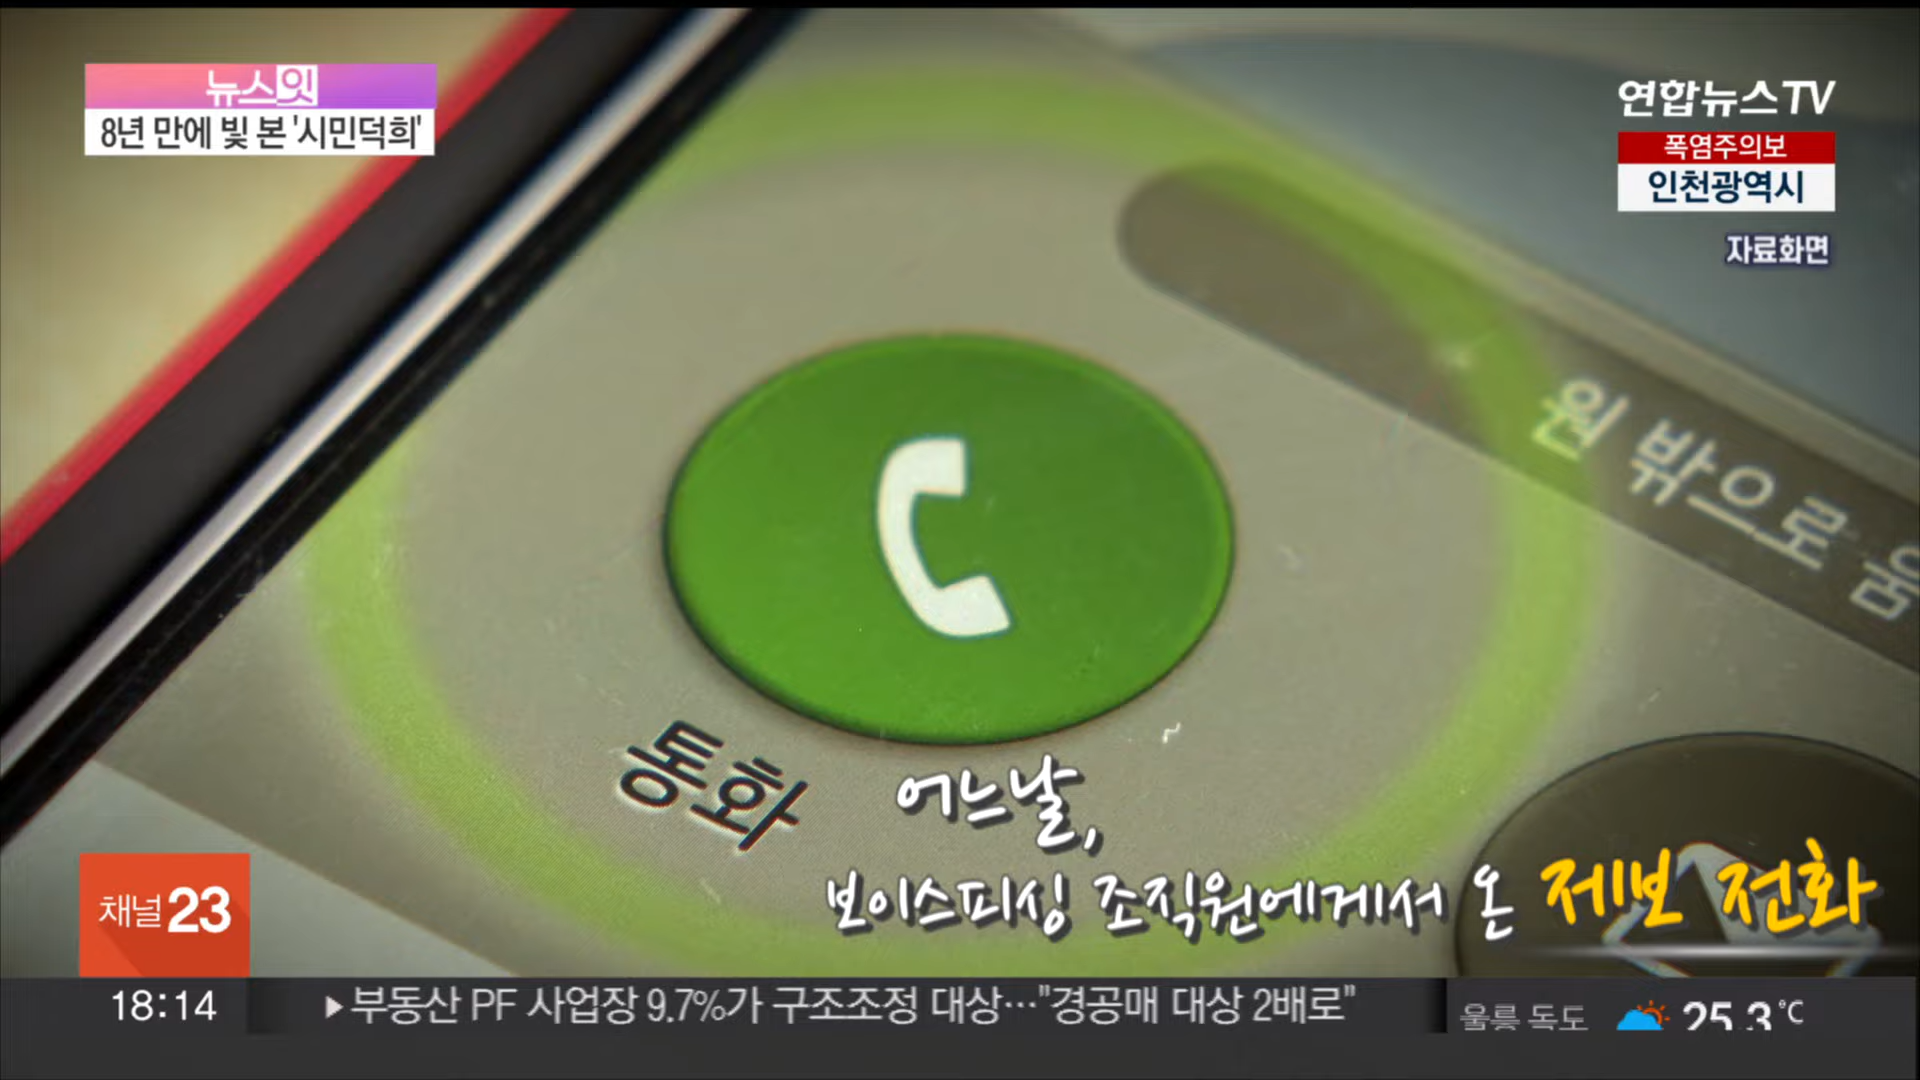 뉴스잇
8년 만에 빛 본 '시민덕희'
연합뉴스TV
폭염주의보
인천광역시
자료화면
원 밖으로 움
통화
어느날,
보이스피싱 조직원에게서 온 제보 전화
채널23
18:14
▶부동산 PF 사업장 9.7%가 구조조정 대상…"경공매 대상 2배로"
울릉 독도 25.3℃